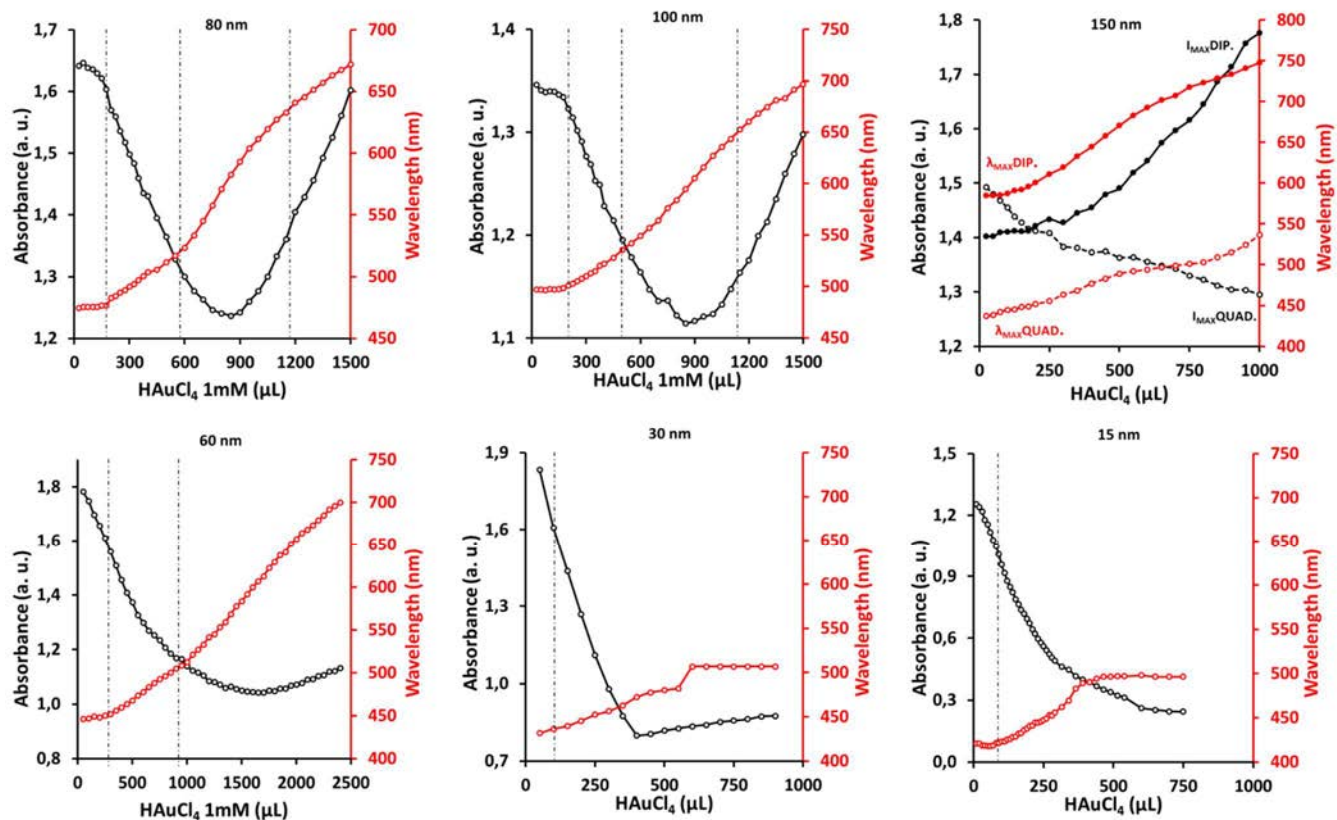 80 nm
1,7
1,6
1,5
1,4
1,3
1,2
Absorbance (a. u.)
0 300 600 900 1200 1500
HAuCl₄ 1mM (μL)
700
650
600
550
500
450
Wavelength (nm)
100 nm
1,4
1,3
1,2
1,1
Absorbance (a. u.)
0 300 600 900 1200 1500
HAuCl₄ 1mM (μL)
750
700
650
600
550
500
450
Wavelength (nm)
150 nm
1,8
1,7
1,6
1,5
1,4
1,3
1,2
Absorbance (a. u.)
I_MAX DIP.
λ_MAX DIP.
I_MAX QUAD.
λ_MAX QUAD.
0 250 500 750 1000
HAuCl₄ (μL)
800
750
700
650
600
550
500
450
400
Wavelength (nm)
60 nm
1,8
1,6
1,4
1,2
1,0
0,8
Absorbance (a. u.)
0 500 1000 1500 2000 2500
HAuCl₄ 1mM (μL)
750
700
650
600
550
500
450
400
Wavelength (nm)
30 nm
1,9
1,6
1,3
1,0
0,7
Absorbance (a. u.)
0 250 500 750 1000
HAuCl₄ (μL)
750
700
650
600
550
500
450
400
Wavelength (nm)
15 nm
1,5
1,2
0,9
0,6
0,3
0,0
Absorbance (a. u.)
0 250 500 750 1000
HAuCl₄ (μL)
750
700
650
600
550
500
450
400
Wavelength (nm)